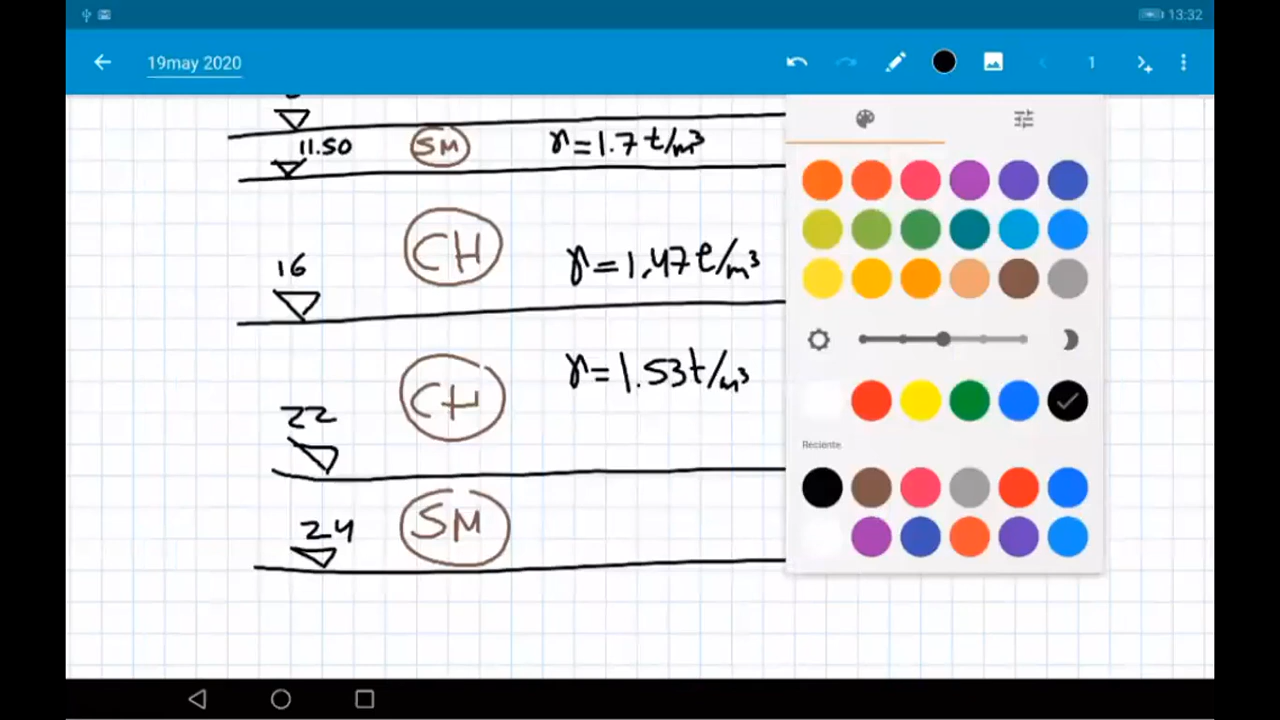 13:32
19may 2020
1
11.50 SM γ=1.7 t/m³
CH
16 γ=1.47 t/m³
γ=1.53 t/m³
CH
22
SM
24
Reciente